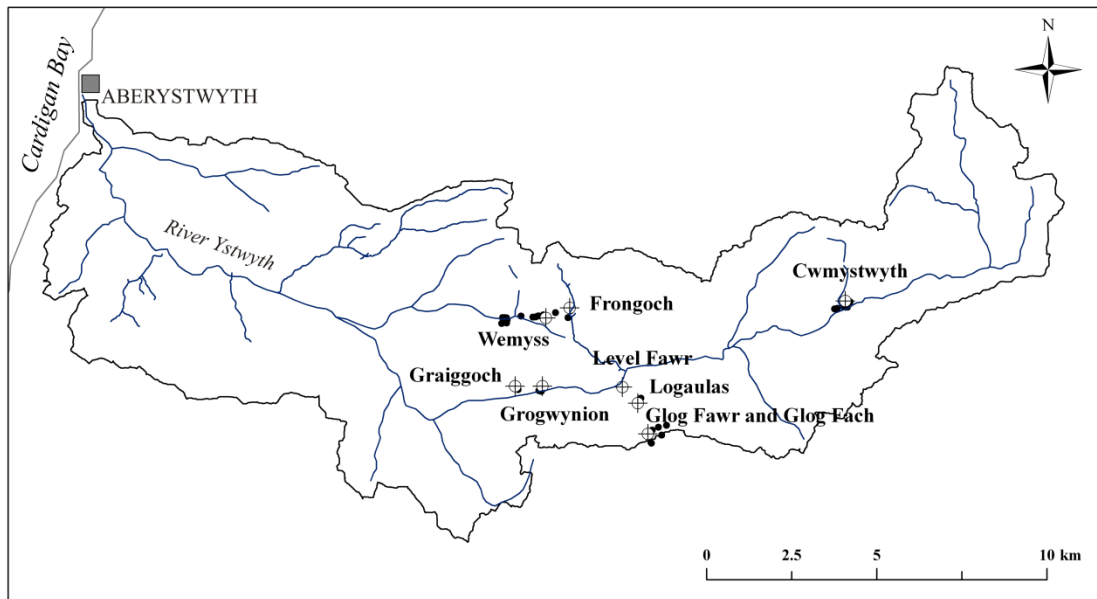 N
Cardigan Bay
ABERYSTWYTH
River Ystwyth
Cwmystwyth
Frongoch
Wemyss
Level Fawr
Graiggoch
Logaulas
Grogwynion
Glog Fawr and Glog Fach
0 2.5 5 10 km